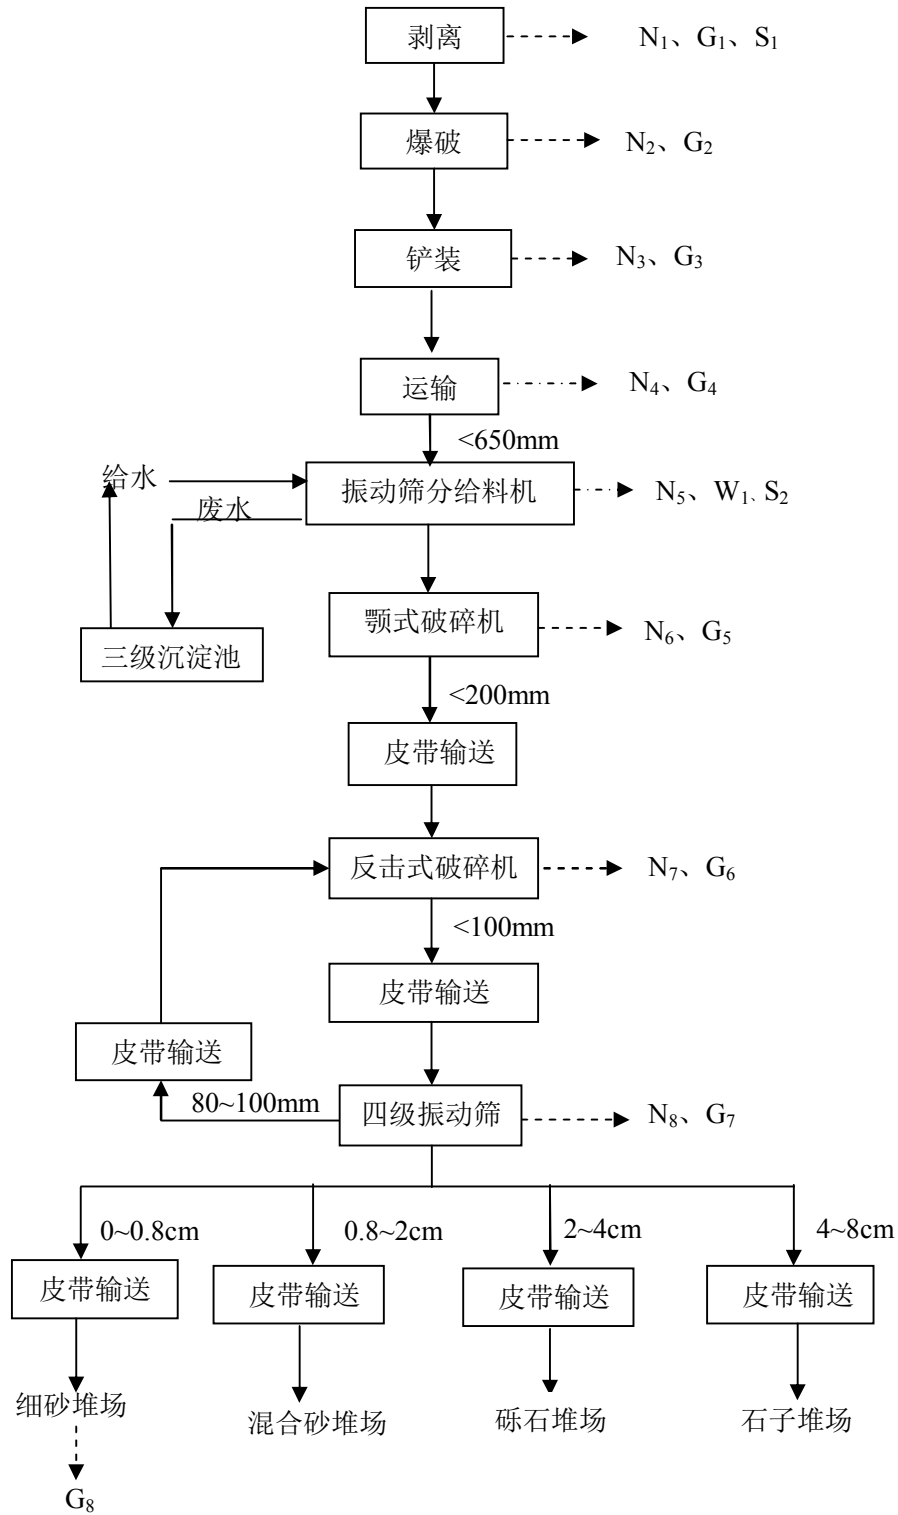 剥离
N₁、G₁、S₁
爆破
N₂、G₂
铲装
N₃、G₃
运输
N₄、G₄
<650mm
给水
振动筛分给料机
N₅、W₁、S₂
废水
颚式破碎机
N₆、G₅
三级沉淀池
<200mm
皮带输送
反击式破碎机
N₇、G₆
<100mm
皮带输送
皮带输送
80~100mm
四级振动筛
N₈、G₇
0~0.8cm
0.8~2cm
2~4cm
4~8cm
皮带输送
皮带输送
皮带输送
皮带输送
细砂堆场
混合砂堆场
砾石堆场
石子堆场
G₈